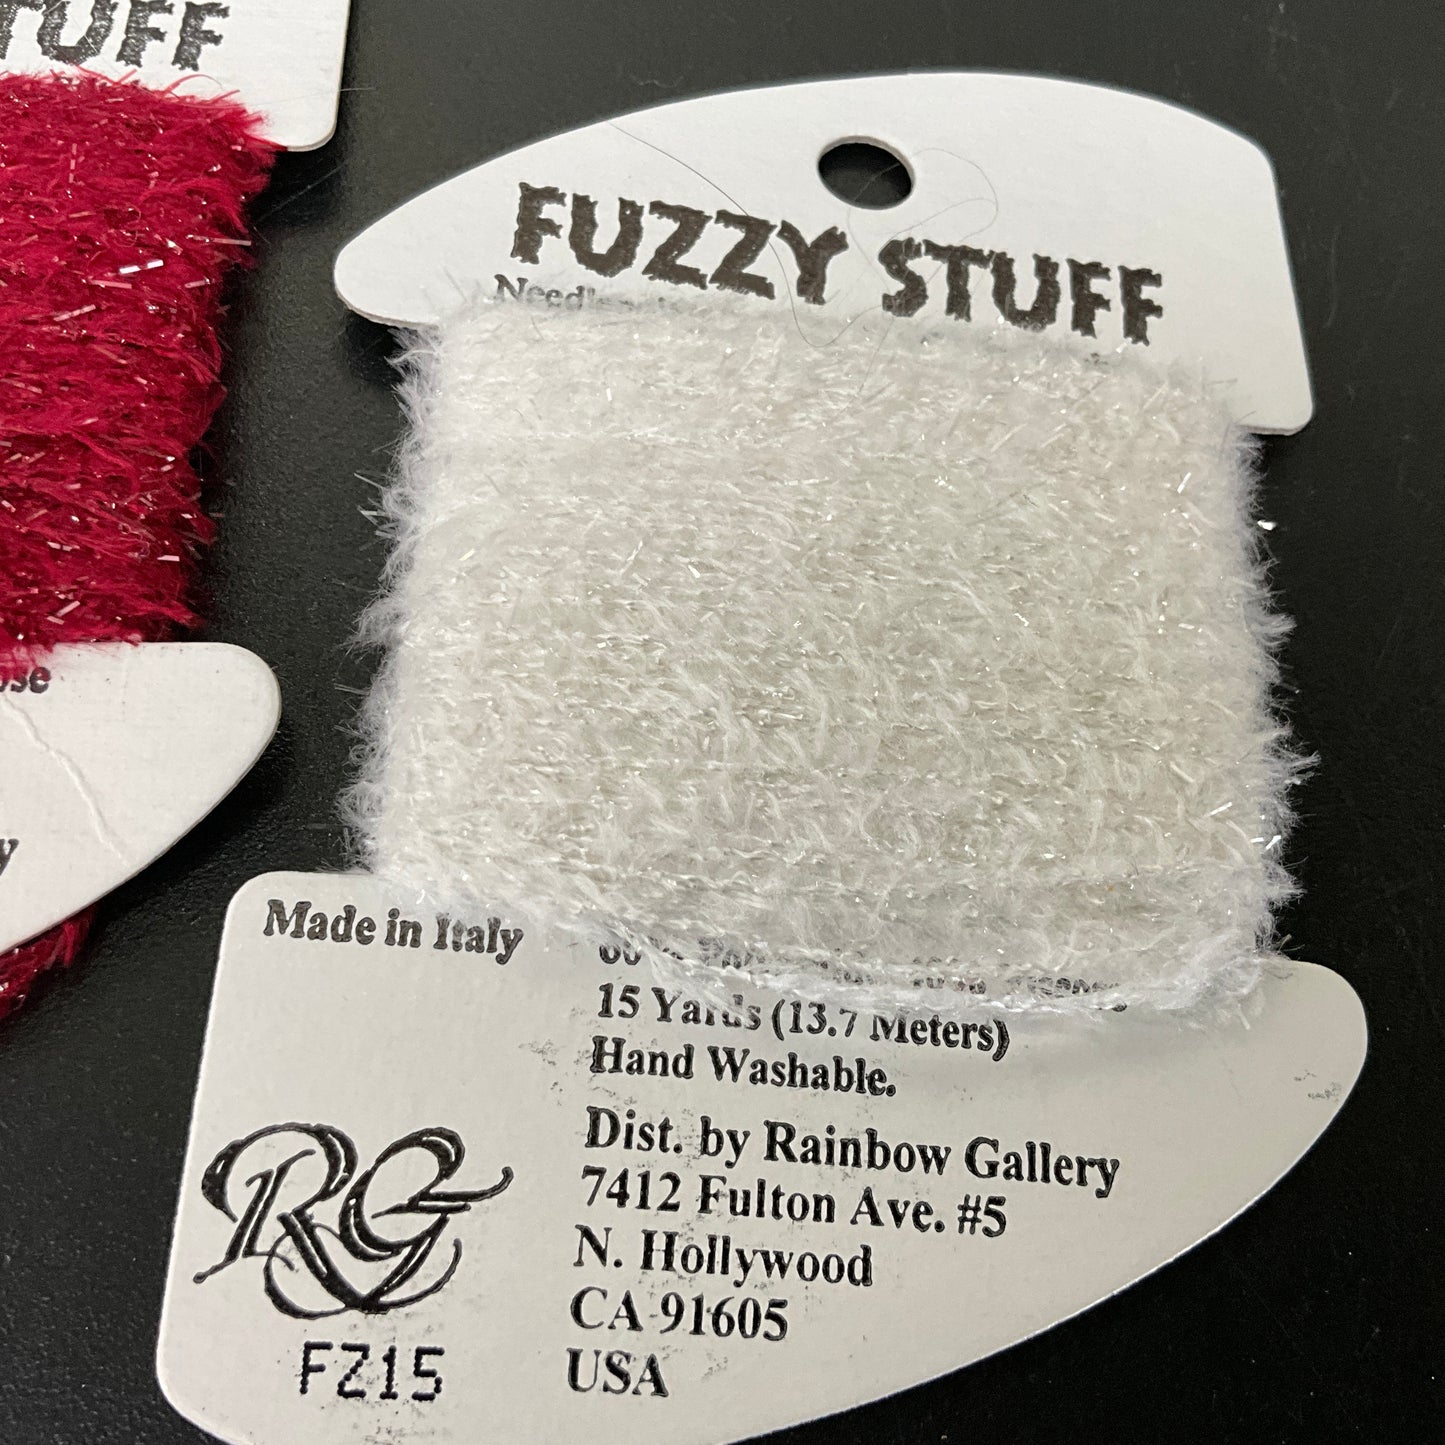 TUFF
FUZZY STUFF
Made in Italy
15 Yards (13.7 Meters)
Hand Washable.
Dist. by Rainbow Gallery
7412 Fulton Ave. #5
N. Hollywood
CA 91605
USA
RG
FZ15